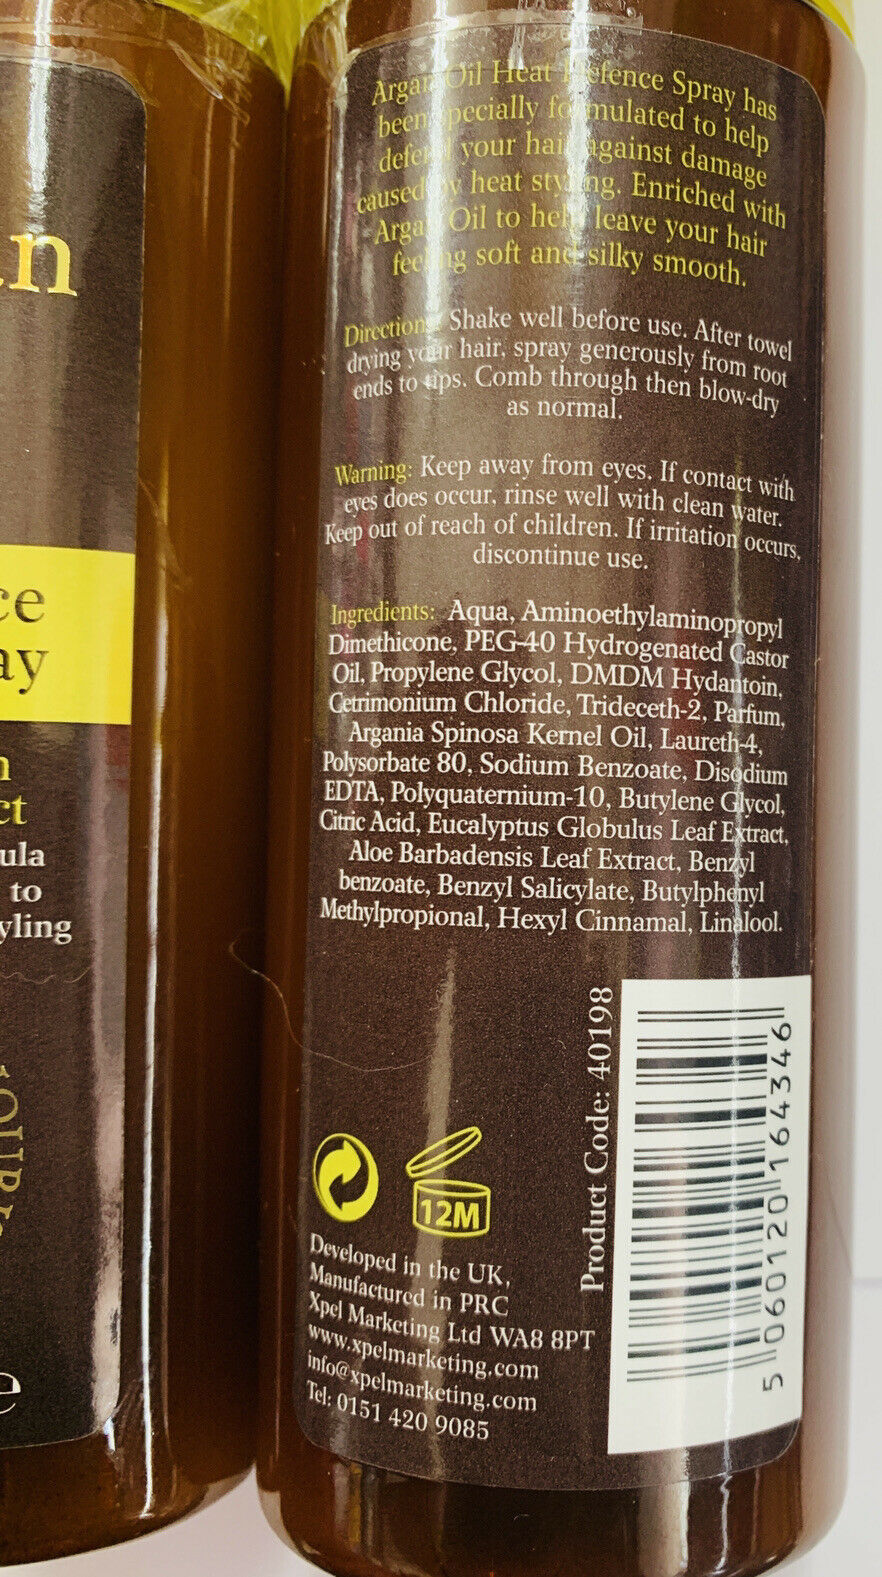 an
ce
ay
n
ct
ula
to
yling
e
Argan Oil Heat Defence Spray has
been specially formulated to help
defend your hair against damage
caused by heat styling. Enriched with
Argan Oil to help leave your hair
feeling soft and silky smooth.
Directions: Shake well before use. After towel
drying your hair, spray generously from root
ends to tips. Comb through then blow-dry
as normal.
Warning: Keep away from eyes. If contact with
eyes does occur, rinse well with clean water.
Keep out of reach of children. If irritation occurs,
discontinue use.
Ingredients: Aqua, Aminoethylaminopropyl
Dimethicone, PEG-40 Hydrogenated Castor
Oil, Propylene Glycol, DMDM Hydantoin,
Cetrimonium Chloride, Trideceth-2, Parfum,
Argania Spinosa Kernel Oil, Laureth-4,
Polysorbate 80, Sodium Benzoate, Disodium
EDTA, Polyquaternium-10, Butylene Glycol,
Citric Acid, Eucalyptus Globulus Leaf Extract,
Aloe Barbadensis Leaf Extract, Benzyl
benzoate, Benzyl Salicylate, Butylphenyl
Methylpropional, Hexyl Cinnamal, Linalool.
12M
Developed in the UK,
Manufactured in PRC
Xpel Marketing Ltd WA8 8PT
www.xpelmarketing.com
info@xpelmarketing.com
Tel: 0151 420 9085
Product Code: 40198
5 060120 164346